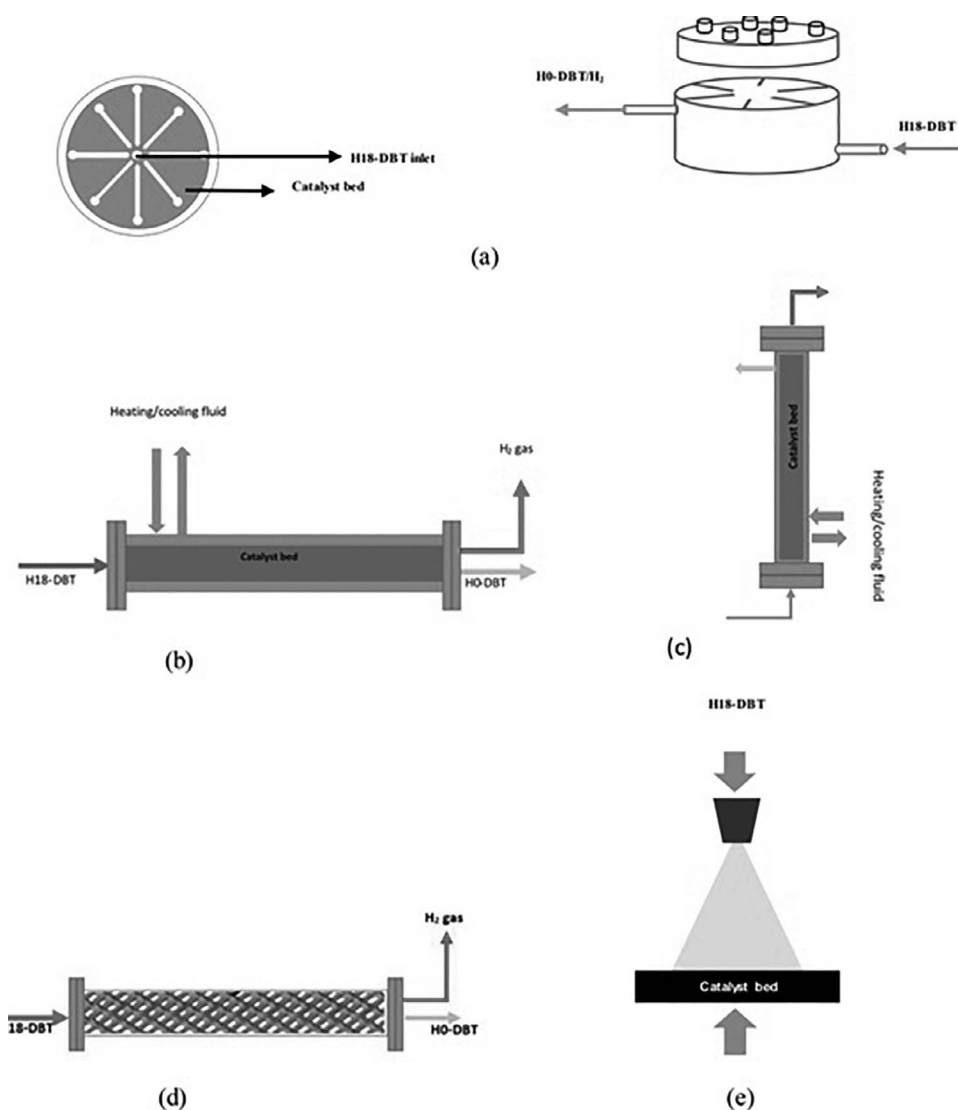 H0-DBT/H₂
H18-DBT
H18-DBT inlet
Catalyst bed
(a)
Heating/cooling fluid
H₂ gas
Catalyst bed
H18-DBT
H0-DBT
(b)
Catalyst bed
Heating/cooling fluid
(c)
H₂ gas
18-DBT
H0-DBT
(d)
H18-DBT
Catalyst bed
(e)